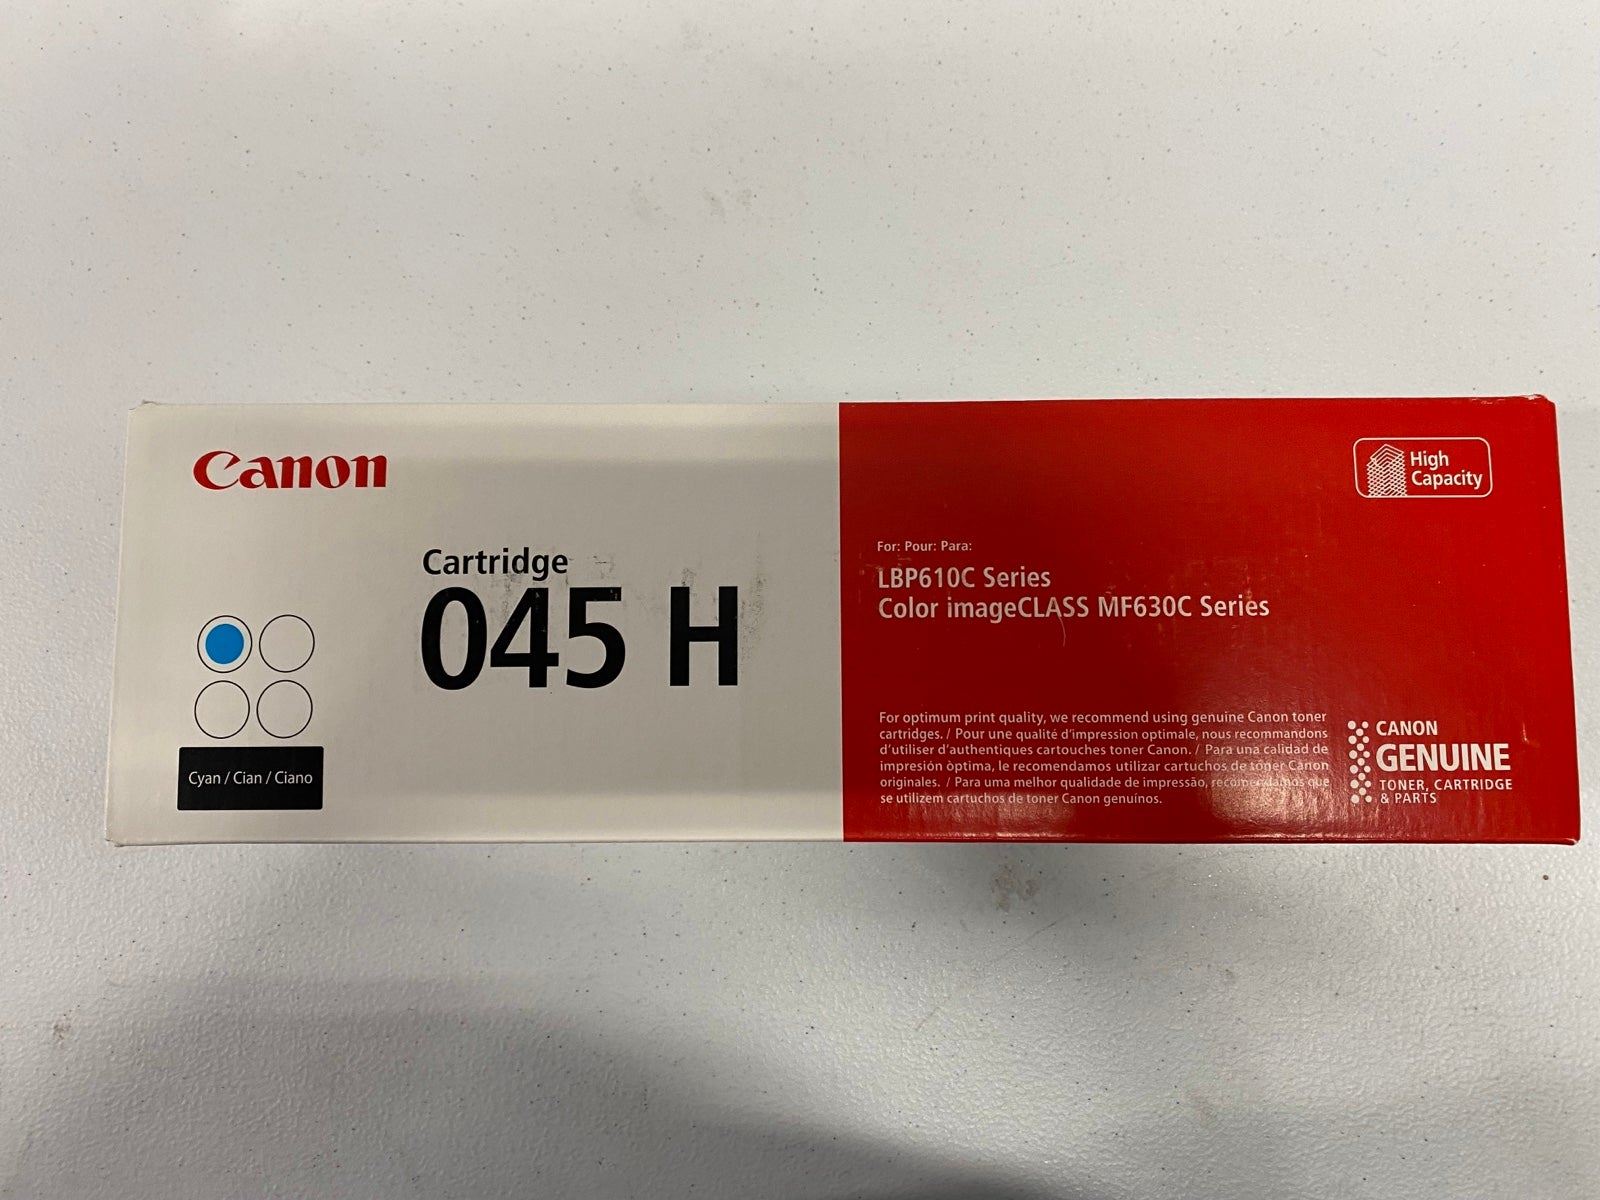 Canon
Cartridge
045 H
Cyan / Cian / Ciano
High
Capacity
For: Pour: Para:
LBP610C Series
Color imageCLASS MF630C Series
For optimum print quality, we recommend using genuine Canon toner
cartridges. / Pour une qualité d'impression optimale, nous recommandons
d'utiliser d'authentiques cartouches toner Canon. / Para una calidad de
impresión òptima, le recomendamos utilizar cartuchos de tóner Canon
originales. / Para uma melhor qualidade de impressão, recomendamos que
se utilizem cartuchos de toner Canon genuínos.
CANON
GENUINE
TONER, CARTRIDGE
& PARTS